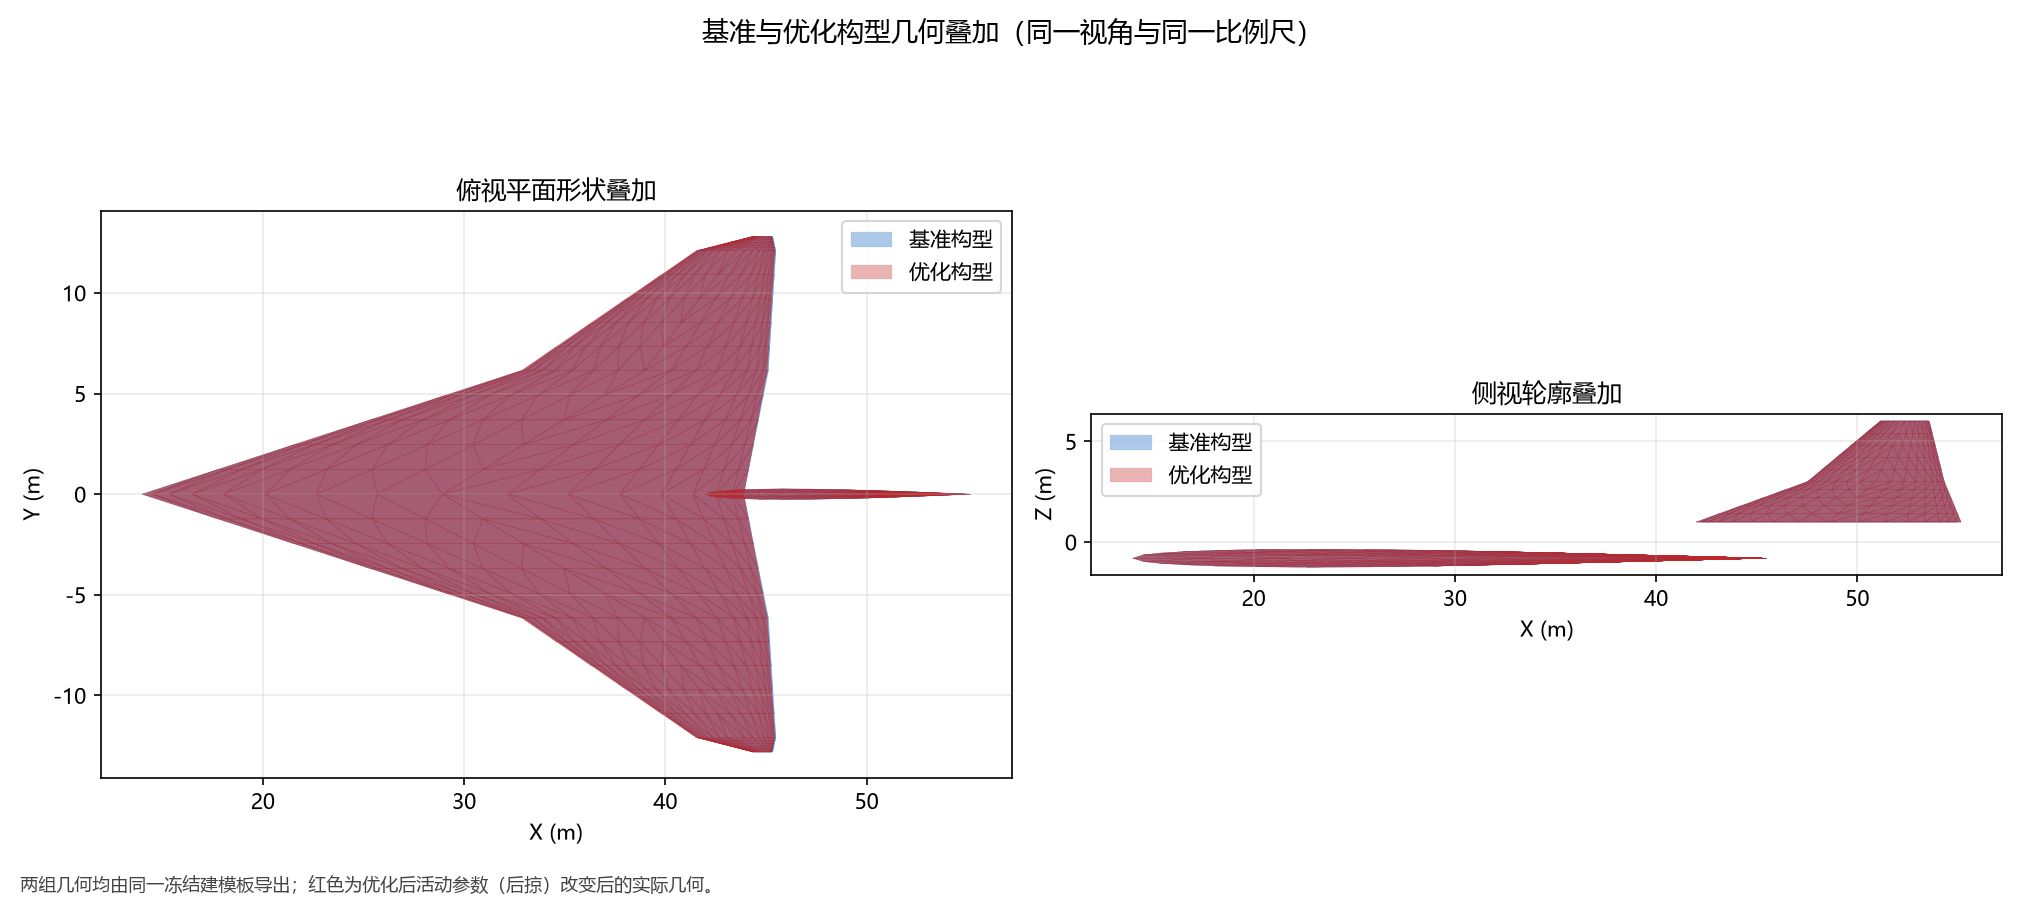 基准与优化构型几何叠加（同一视角与同一比例尺）
俯视平面形状叠加
基准构型
优化构型
10
5
0
-5
-10
Y (m)
20
30
40
50
X (m)
侧视轮廓叠加
基准构型
优化构型
5
0
Z (m)
20
30
40
50
X (m)
两组几何均由同一冻结建模板导出；红色为优化后活动参数（后掠）改变后的实际几何。